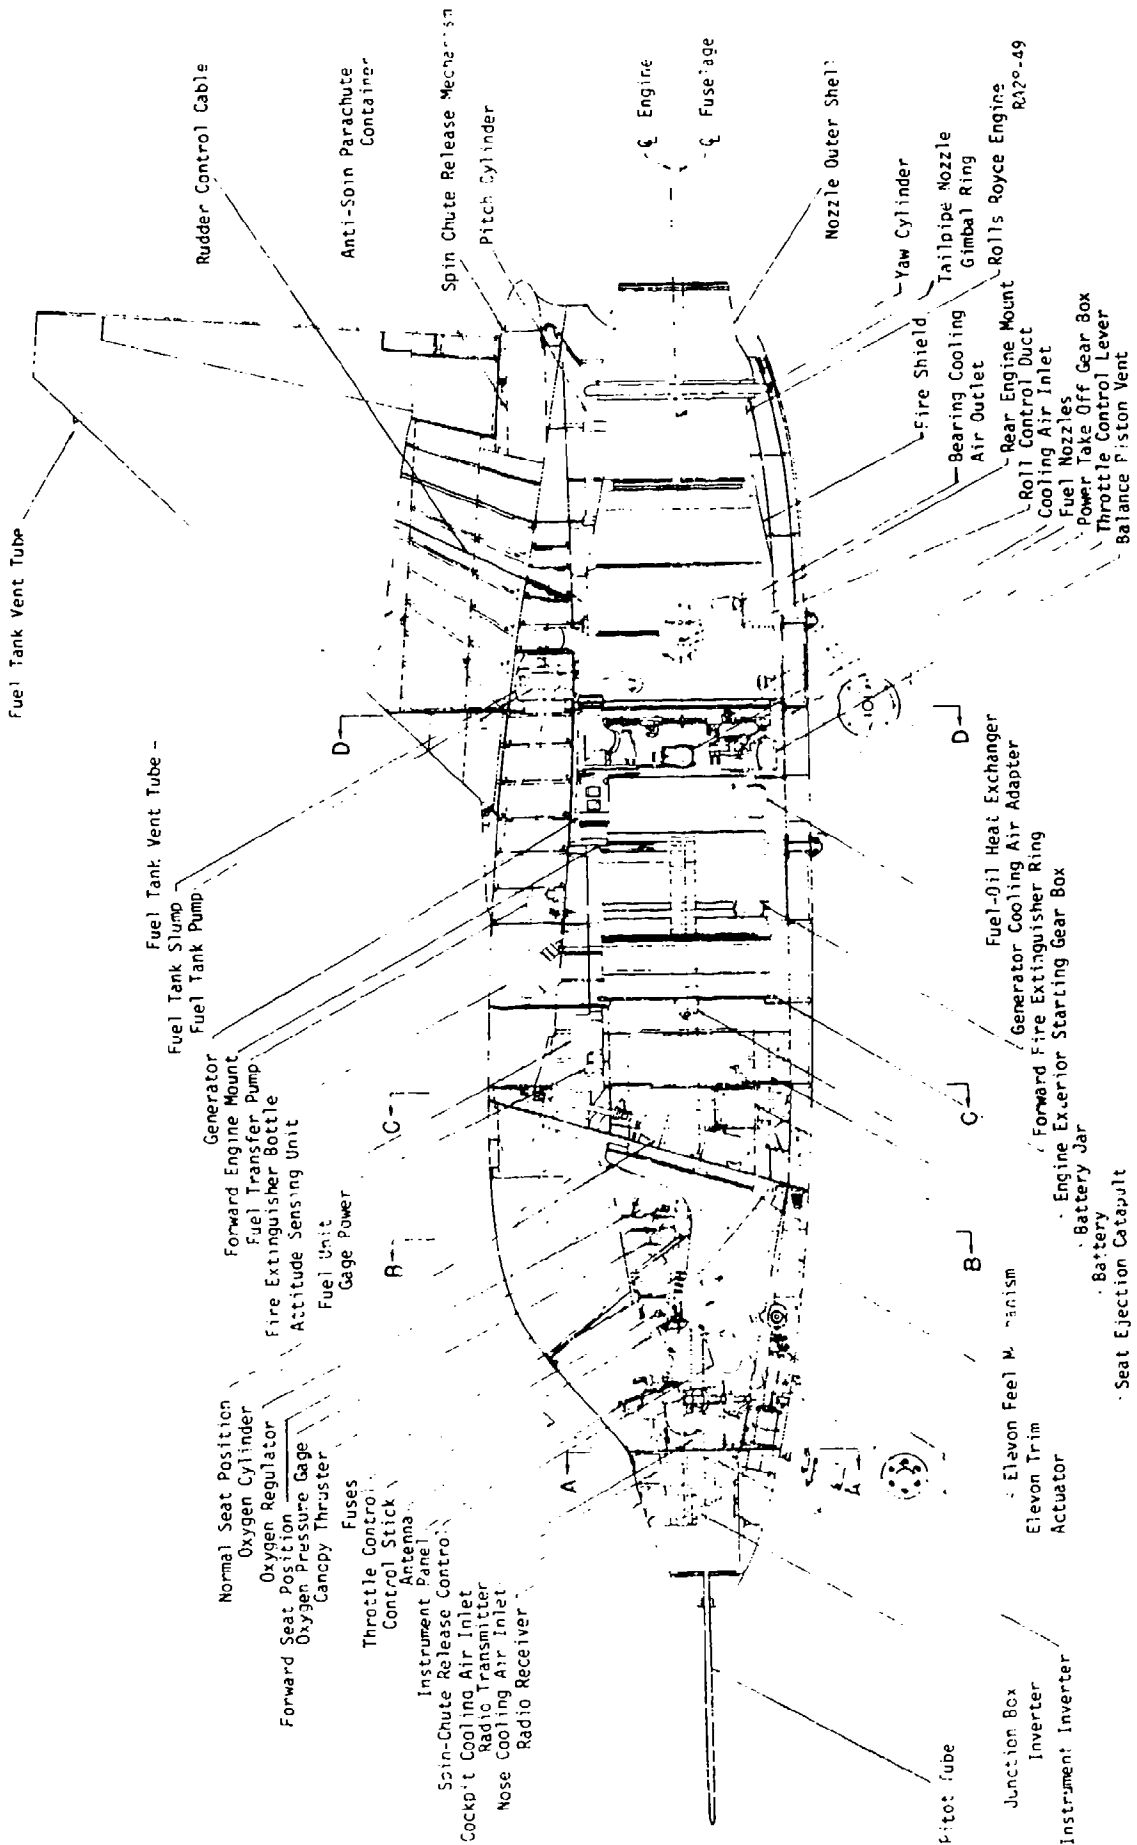 Fuel Tank Vent Tube
Rudder Control Cable
Anti-Soin Parachute
Container
Spin Chute Release Mechanism
Pitch Cylinder
℄ Engine
℄ Fuselage
Nozzle Outer Shell
Yaw Cylinder
Tailpipe Nozzle
Gimbal Ring
Rolls Royce Engine
Fire Shield
Bearing Cooling
Air Outlet
Rear Engine Mount
Roll Control Duct
Cooling Air Inlet
Fuel Nozzles
Power Take Off Gear Box
Throttle Control Lever
Balance Piston Vent
Fuel Tank Vent Tube -
Fuel Tank Slump
Fuel Tank Pump
Generator
Forward Engine Mount
Fuel Transfer Pump
Fire Extinguisher Bottle
Attitude Sensing Unit
Fuel Unit
Gage Power
D
D
C
C
B
B
A
A
Fuel-Oil Heat Exchanger
Generator Cooling Air Adapter
Forward Fire Extinguisher Ring
Engine Exterior Starting Gear Box
Battery Jar
Battery
Seat Ejection Catapult
Normal Seat Position
Oxygen Cylinder
Oxygen Regulator
Forward Seat Position
Oxygen Pressure Gage
Canopy Thruster
Fuses
Throttle Control
Control Stick
Antenna
Instrument Panel
Spin-Chute Release Control
Cockpit Cooling Air Inlet
Radio Transmitter
Nose Cooling Air Inlet
Radio Receiver
Elavon Feel
Elevon Trim
Actuator
Pitot Tube
Junction Box
Inverter
Instrument Inverter